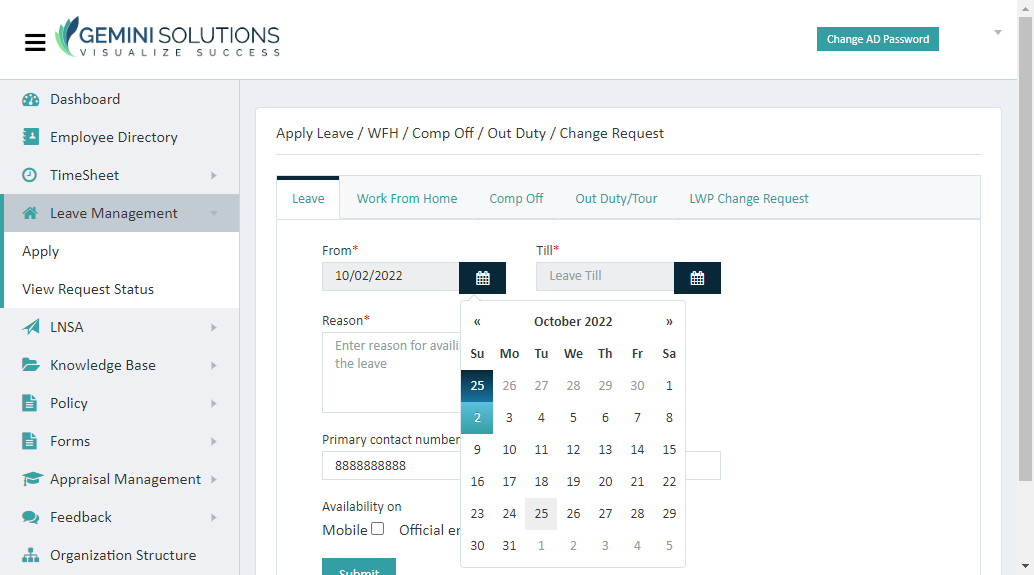 GEMINI SOLUTIONS
VISUALIZE SUCCESS
Change AD Password
Dashboard
Employee Directory
TimeSheet
Leave Management
Apply
View Request Status
LNSA
Knowledge Base
Policy
Forms
Appraisal Management
Feedback
Organization Structure
Apply Leave / WFH / Comp Off / Out Duty / Change Request
Leave Work From Home Comp Off Out Duty/Tour LWP Change Request
From* Till*
10/02/2022 Leave Till
Reason*
Enter reason for avail
the leave
Primary contact number
8888888888
Availability on
Mobile Official
Submit
« October 2022 »
Su Mo Tu We Th Fr Sa
25 26 27 28 29 30 1
2 3 4 5 6 7 8
9 10 11 12 13 14 15
16 17 18 19 20 21 22
23 24 25 26 27 28 29
30 31 1 2 3 4 5